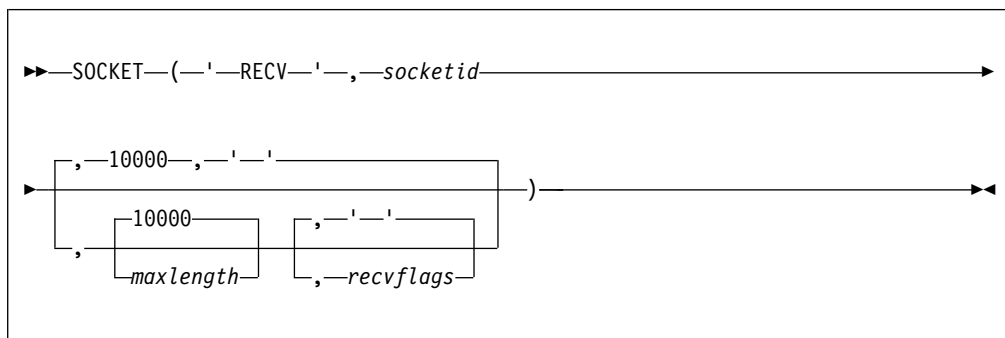 ►►—SOCKET—(—'—RECV—'—,—socketid—►
,—10000—,—'—'
►—)—►◄
10000 ,—'—'
,
maxlength ,—recvflags